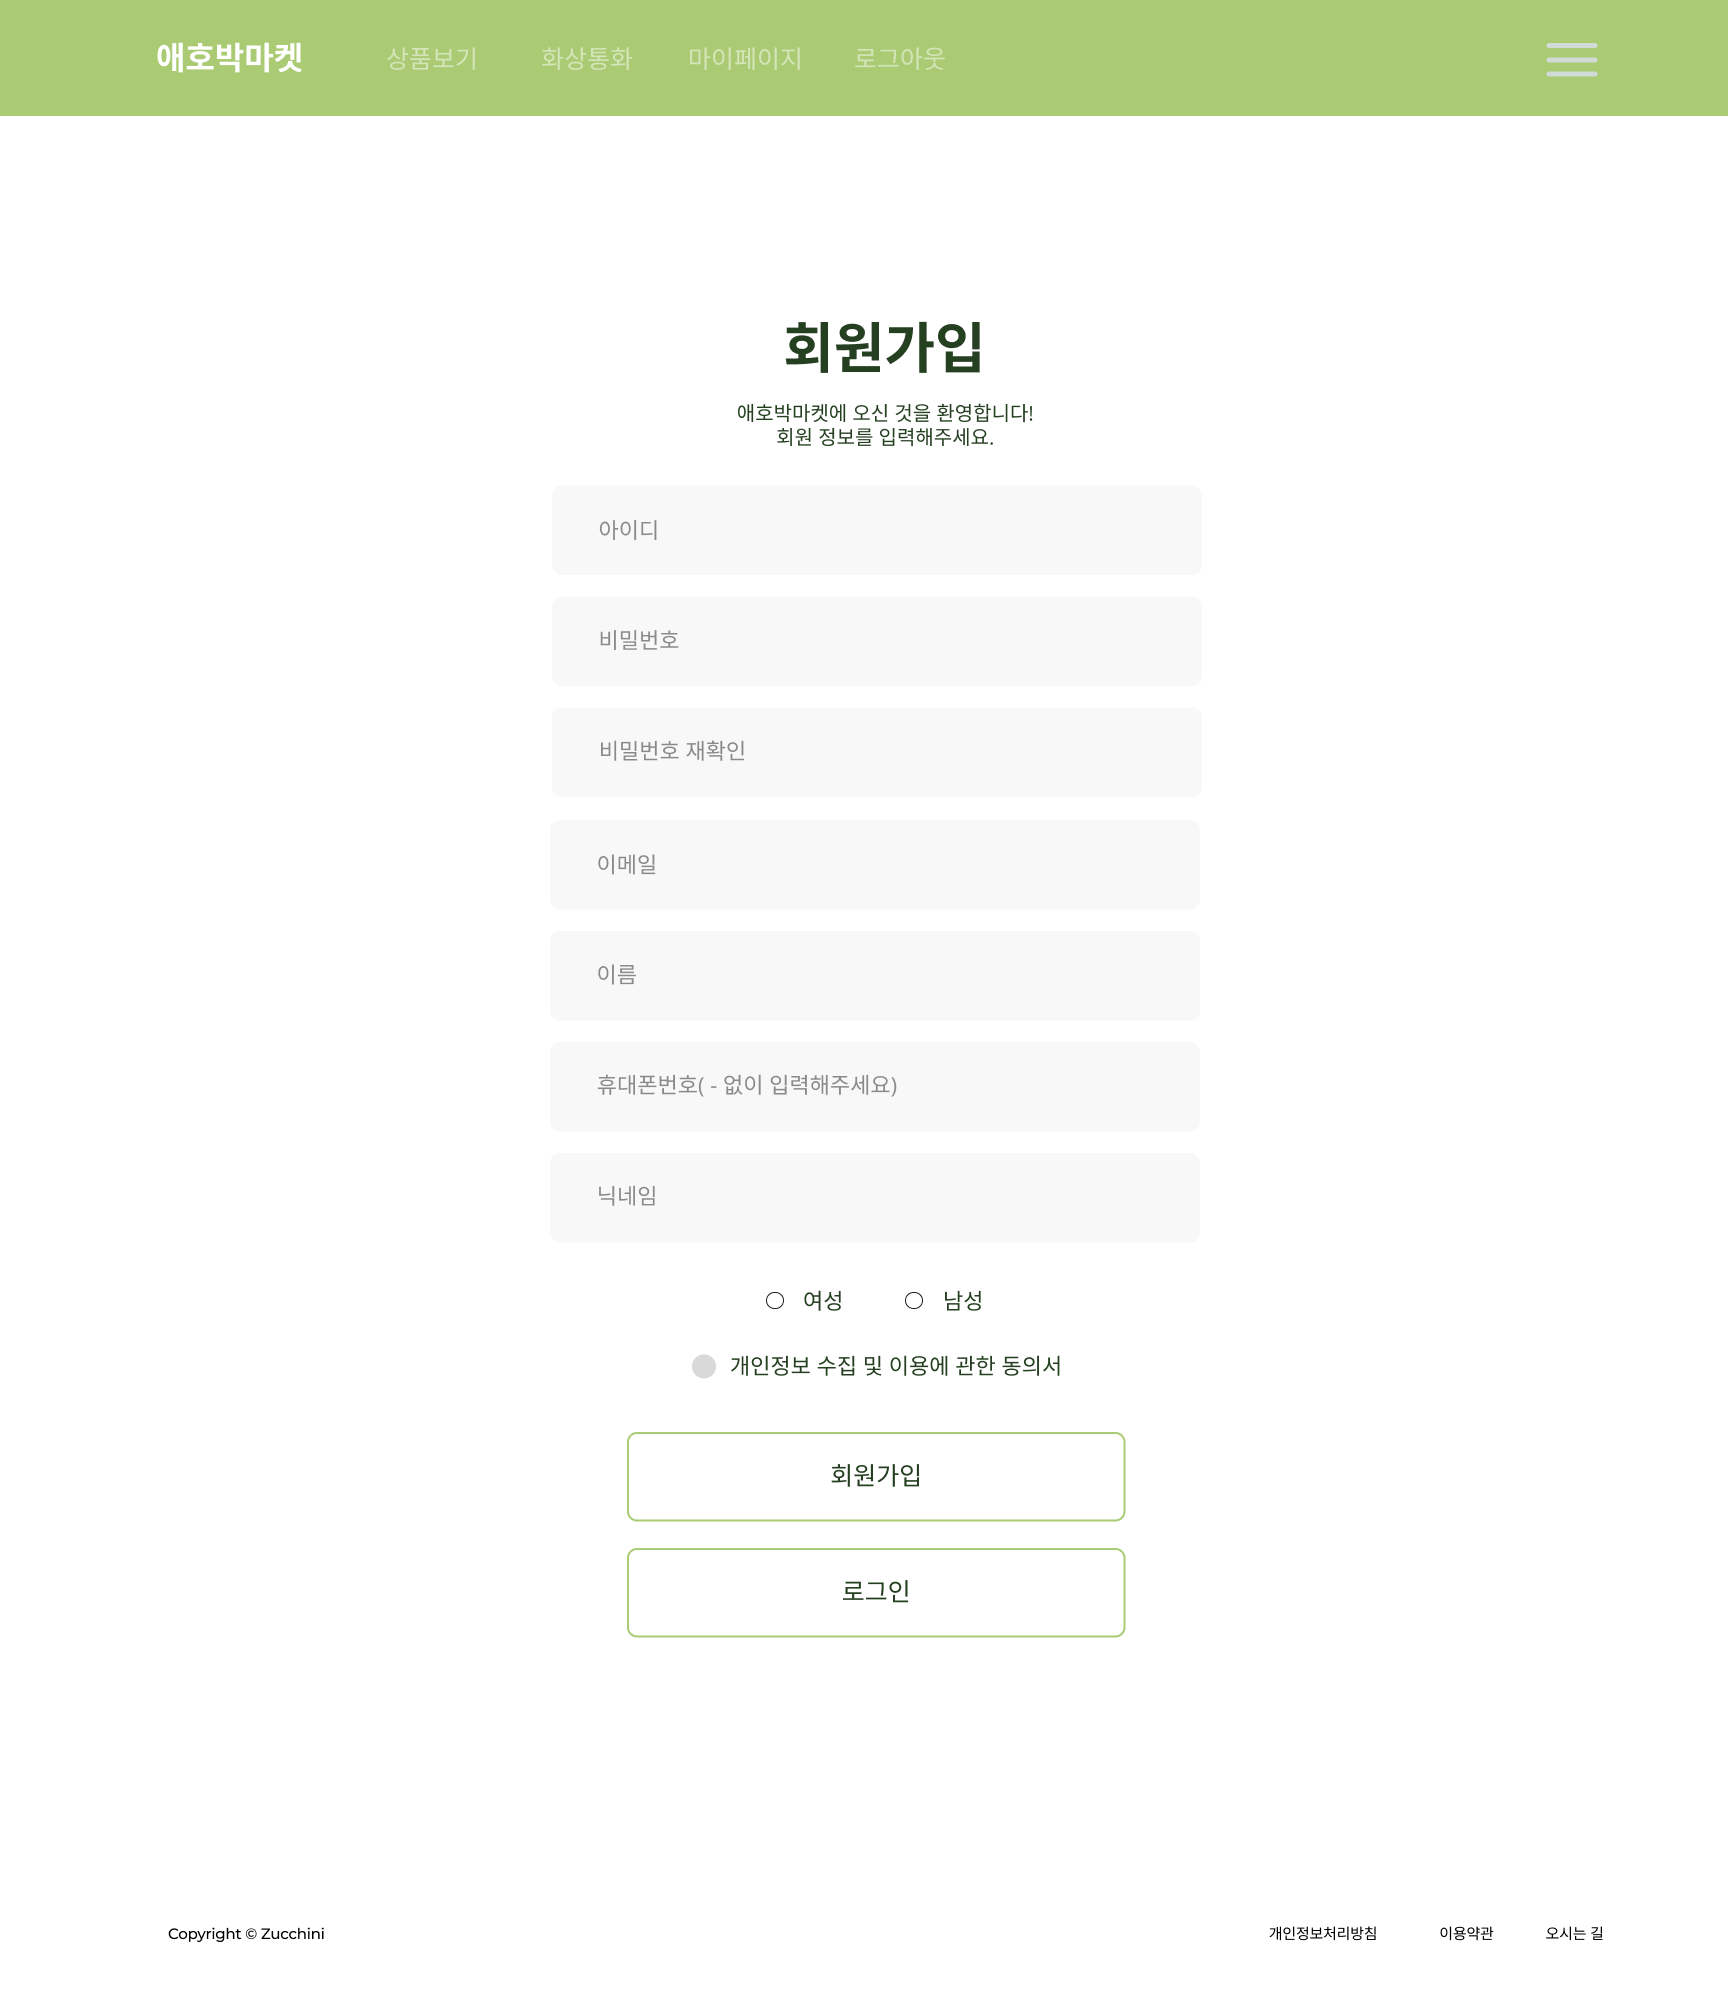 애호박마켓 상품보기 화상통화 마이페이지 로그아웃
회원가입
애호박마켓에 오신 것을 환영합니다!
회원 정보를 입력해주세요.
아이디
비밀번호
비밀번호 재확인
이메일
이름
휴대폰번호( - 없이 입력해주세요)
닉네임
여성 남성
개인정보 수집 및 이용에 관한 동의서
회원가입
로그인
Copyright © Zucchini 개인정보처리방침 이용약관 오시는 길